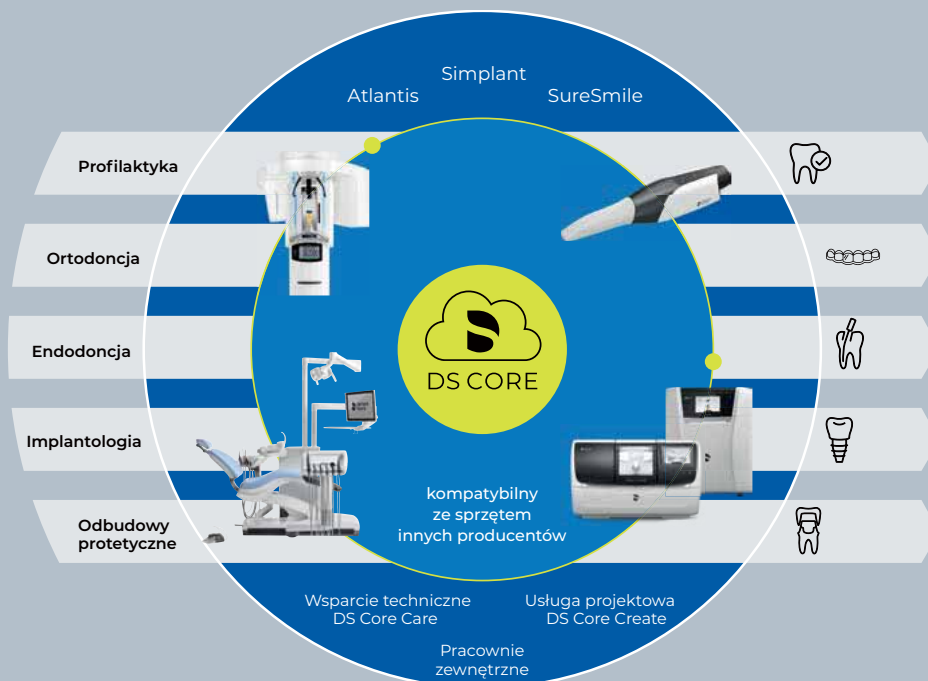 Simplant
Atlantis
SureSmile
Profilaktyka
Ortodoncja
Endodoncja
Implantologia
Odbudowy
protetyczne
DS CORE
kompatybilny
ze sprzętem
innych producentów
Wsparcie techniczne
DS Core Care
Usługa projektowa
DS Core Create
Pracownie
zewnętrzne